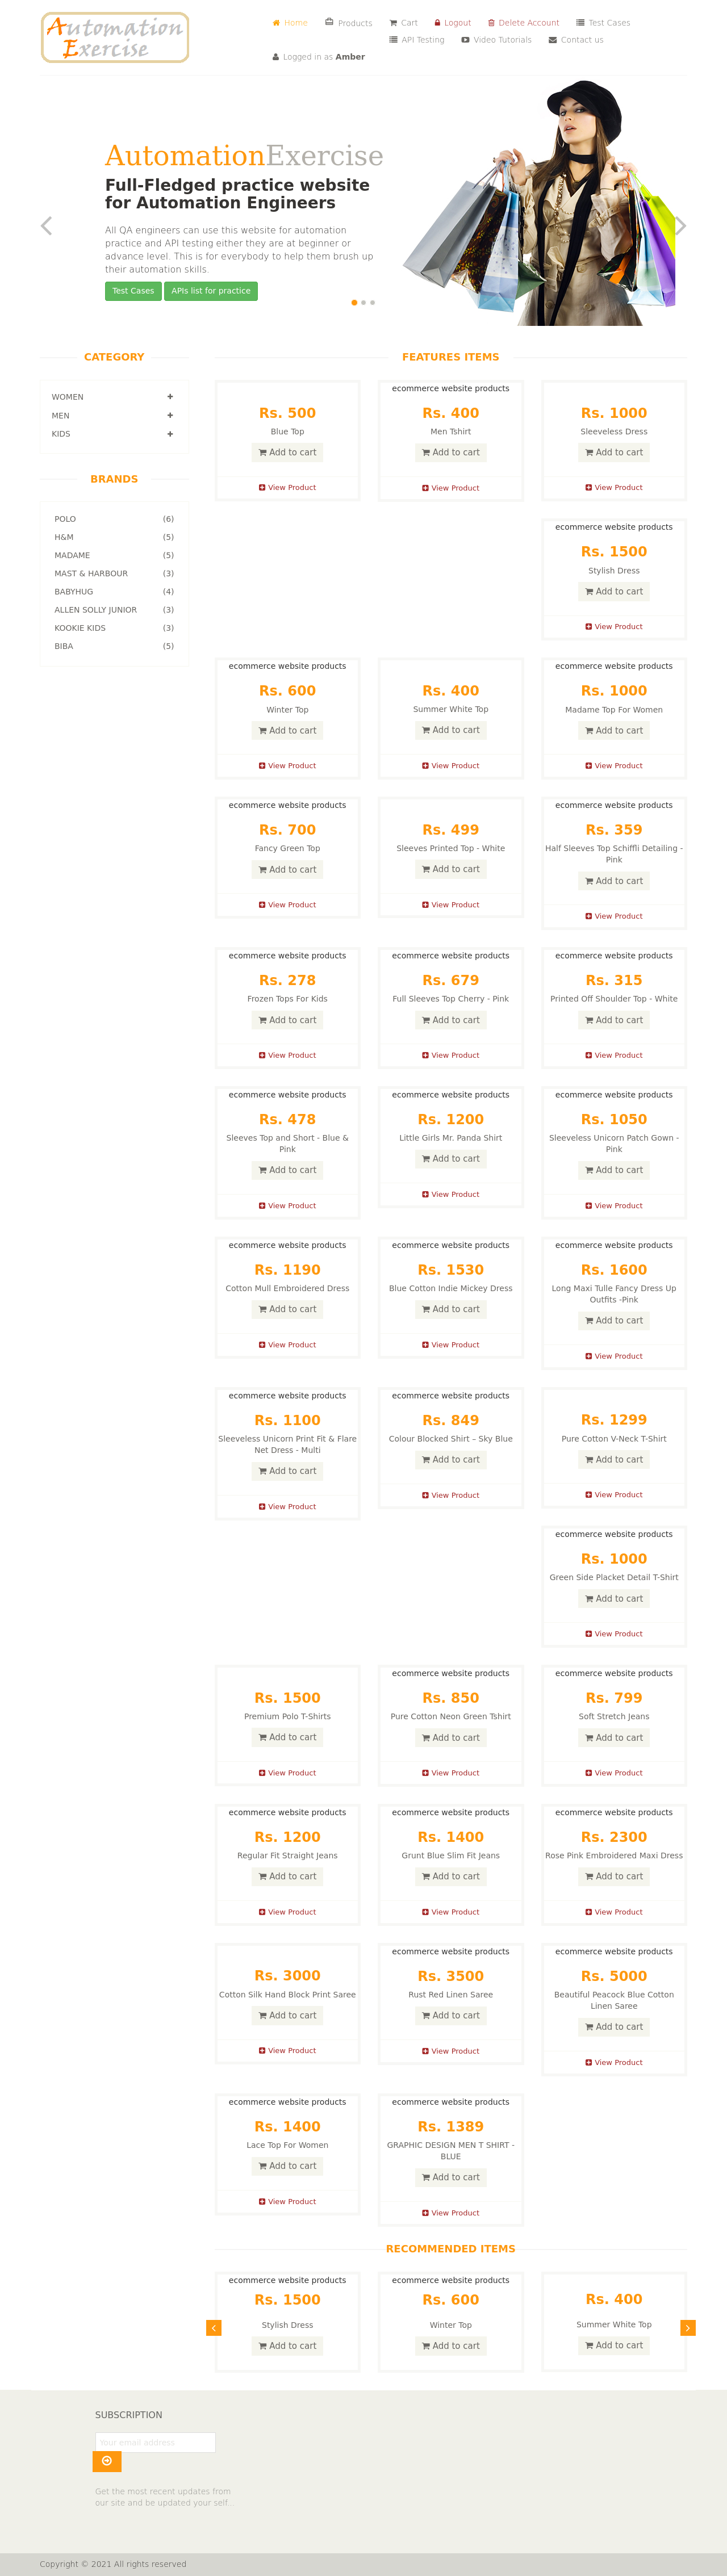 Automation
Exercise
Home
Products
Cart
Logout
Delete Account
Test Cases
API Testing
Video Tutorials
Contact us
Logged in as Amber
AutomationExercise
Full-Fledged practice website
for Automation Engineers
All QA engineers can use this website for automation
practice and API testing either they are at beginner or
advance level. This is for everybody to help them brush up
their automation skills.
Test Cases
APIs list for practice
CATEGORY
WOMEN
MEN
KIDS
BRANDS
POLO (6)
H&M (5)
MADAME (5)
MAST & HARBOUR (3)
BABYHUG (4)
ALLEN SOLLY JUNIOR (3)
KOOKIE KIDS (3)
BIBA (5)
FEATURES ITEMS
Rs. 500
Blue Top
Add to cart
View Product
ecommerce website products
Rs. 400
Men Tshirt
Add to cart
View Product
Rs. 1000
Sleeveless Dress
Add to cart
View Product
ecommerce website products
Rs. 1500
Stylish Dress
Add to cart
View Product
ecommerce website products
Rs. 600
Winter Top
Add to cart
View Product
Rs. 400
Summer White Top
Add to cart
View Product
ecommerce website products
Rs. 1000
Madame Top For Women
Add to cart
View Product
ecommerce website products
Rs. 700
Fancy Green Top
Add to cart
View Product
Rs. 499
Sleeves Printed Top - White
Add to cart
View Product
ecommerce website products
Rs. 359
Half Sleeves Top Schiffli Detailing -
Pink
Add to cart
View Product
ecommerce website products
Rs. 278
Frozen Tops For Kids
Add to cart
View Product
ecommerce website products
Rs. 679
Full Sleeves Top Cherry - Pink
Add to cart
View Product
ecommerce website products
Rs. 315
Printed Off Shoulder Top - White
Add to cart
View Product
ecommerce website products
Rs. 478
Sleeves Top and Short - Blue &
Pink
Add to cart
View Product
ecommerce website products
Rs. 1200
Little Girls Mr. Panda Shirt
Add to cart
View Product
ecommerce website products
Rs. 1050
Sleeveless Unicorn Patch Gown -
Pink
Add to cart
View Product
ecommerce website products
Rs. 1190
Cotton Mull Embroidered Dress
Add to cart
View Product
ecommerce website products
Rs. 1530
Blue Cotton Indie Mickey Dress
Add to cart
View Product
ecommerce website products
Rs. 1600
Long Maxi Tulle Fancy Dress Up
Outfits -Pink
Add to cart
View Product
ecommerce website products
Rs. 1100
Sleeveless Unicorn Print Fit & Flare
Net Dress - Multi
Add to cart
View Product
ecommerce website products
Rs. 849
Colour Blocked Shirt – Sky Blue
Add to cart
View Product
Rs. 1299
Pure Cotton V-Neck T-Shirt
Add to cart
View Product
ecommerce website products
Rs. 1000
Green Side Placket Detail T-Shirt
Add to cart
View Product
Rs. 1500
Premium Polo T-Shirts
Add to cart
View Product
ecommerce website products
Rs. 850
Pure Cotton Neon Green Tshirt
Add to cart
View Product
ecommerce website products
Rs. 799
Soft Stretch Jeans
Add to cart
View Product
ecommerce website products
Rs. 1200
Regular Fit Straight Jeans
Add to cart
View Product
ecommerce website products
Rs. 1400
Grunt Blue Slim Fit Jeans
Add to cart
View Product
ecommerce website products
Rs. 2300
Rose Pink Embroidered Maxi Dress
Add to cart
View Product
Rs. 3000
Cotton Silk Hand Block Print Saree
Add to cart
View Product
ecommerce website products
Rs. 3500
Rust Red Linen Saree
Add to cart
View Product
ecommerce website products
Rs. 5000
Beautiful Peacock Blue Cotton
Linen Saree
Add to cart
View Product
ecommerce website products
Rs. 1400
Lace Top For Women
Add to cart
View Product
ecommerce website products
Rs. 1389
GRAPHIC DESIGN MEN T SHIRT -
BLUE
Add to cart
View Product
RECOMMENDED ITEMS
ecommerce website products
Rs. 1500
Stylish Dress
Add to cart
ecommerce website products
Rs. 600
Winter Top
Add to cart
Rs. 400
Summer White Top
Add to cart
SUBSCRIPTION
Your email address
Get the most recent updates from
our site and be updated your self...
Copyright © 2021 All rights reserved